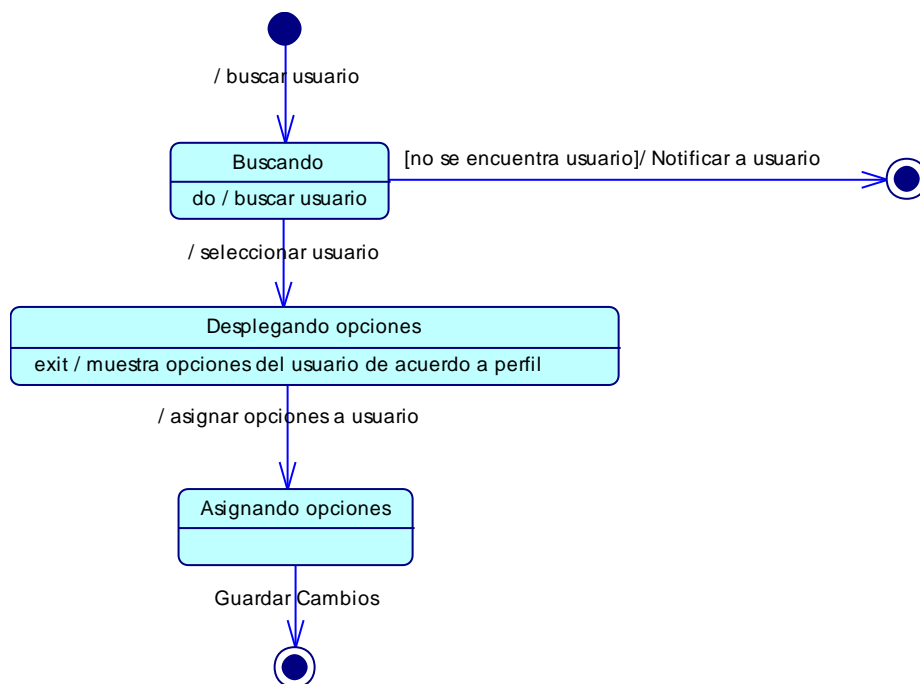 / buscar usuario
Buscando
do / buscar usuario
[no se encuentra usuario]/ Notificar a usuario
/ seleccionar usuario
Desplegando opciones
exit / muestra opciones del usuario de acuerdo a perfil
/ asignar opciones a usuario
Asignando opciones
Guardar Cambios